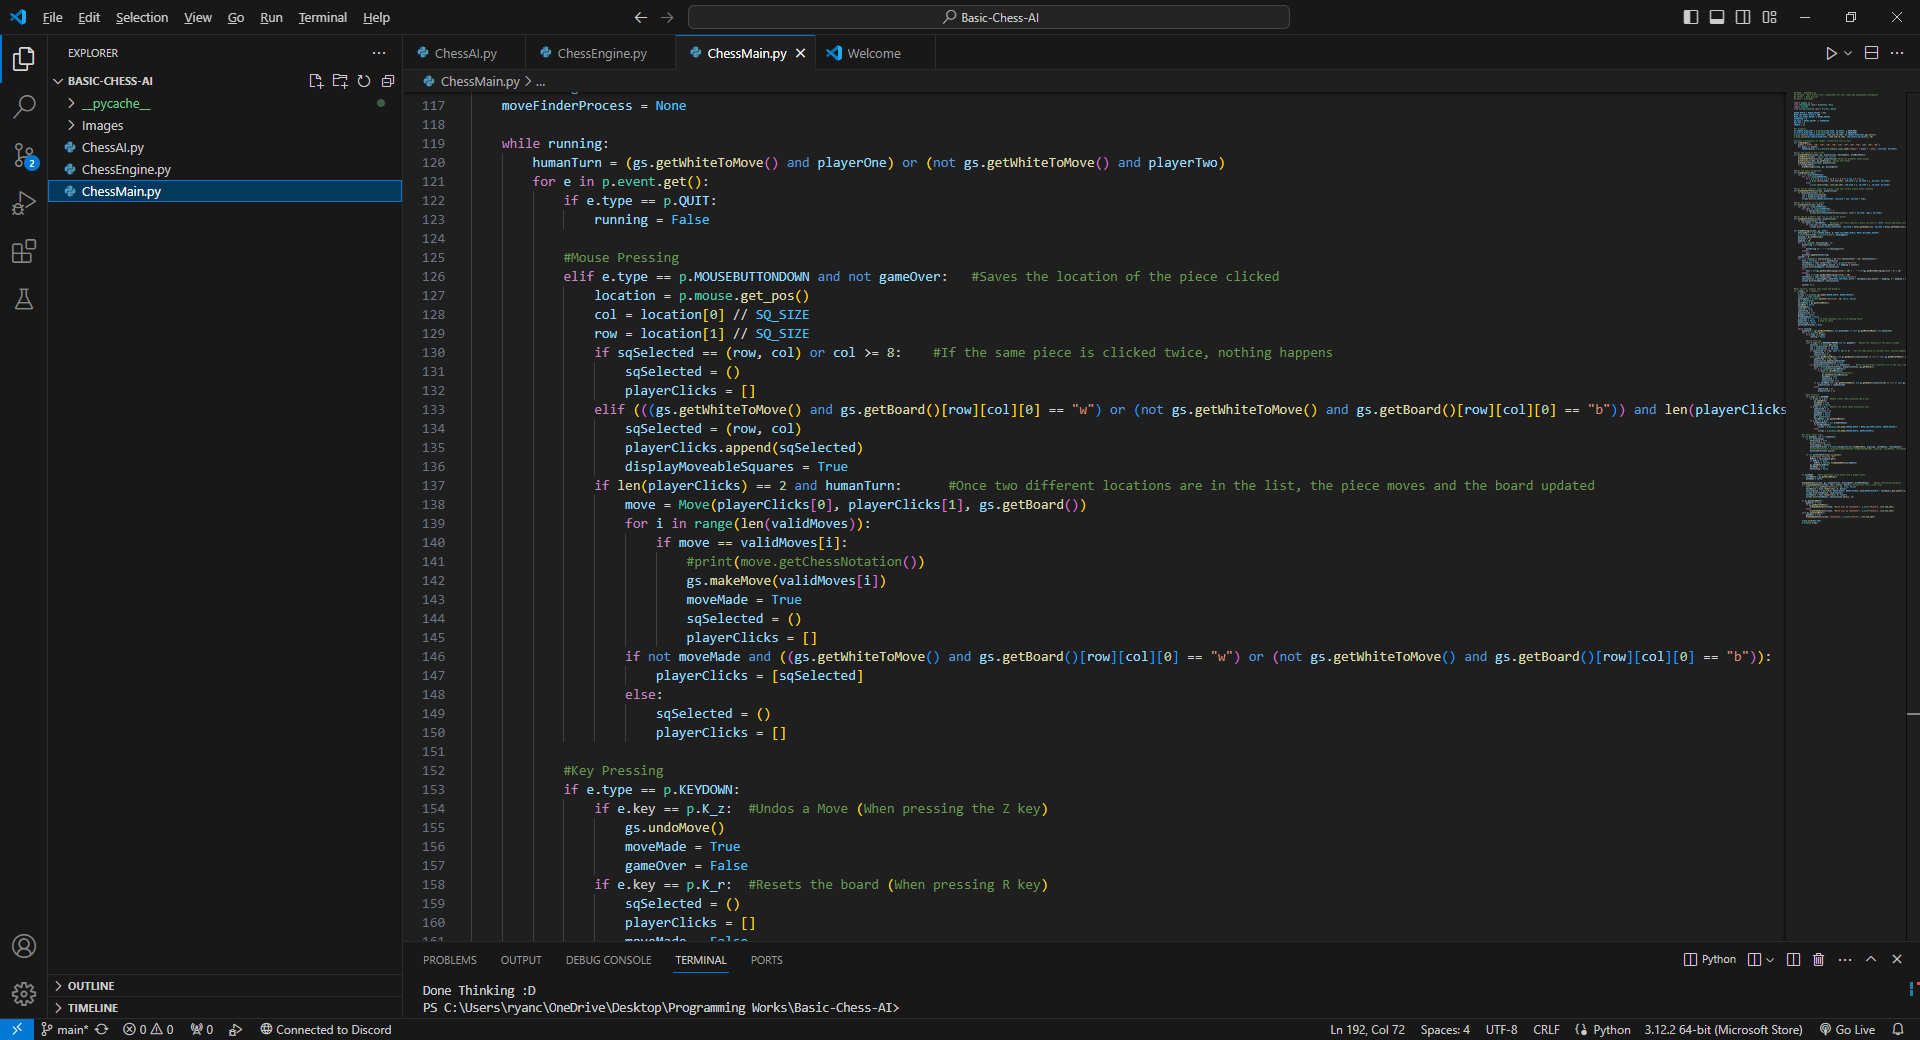 File Edit Selection View Go Run Terminal Help
Basic-Chess-AI
EXPLORER
BASIC-CHESS-AI
__pycache__
Images
ChessAI.py
ChessEngine.py
ChessMain.py
OUTLINE
TIMELINE
ChessAI.py ChessEngine.py ChessMain.py Welcome
ChessMain.py > ...
117 moveFinderProcess = None
118
119 while running:
120 humanTurn = (gs.getWhiteToMove() and playerOne) or (not gs.getWhiteToMove() and playerTwo)
121 for e in p.event.get():
122 if e.type == p.QUIT:
123 running = False
124
125 #Mouse Pressing
126 elif e.type == p.MOUSEBUTTONDOWN and not gameOver: #Saves the location of the piece clicked
127 location = p.mouse.get_pos()
128 col = location[0] // SQ_SIZE
129 row = location[1] // SQ_SIZE
130 if sqSelected == (row, col) or col >= 8: #If the same piece is clicked twice, nothing happens
131 sqSelected = ()
132 playerClicks = []
133 elif (((gs.getWhiteToMove() and gs.getBoard()[row][col][0] == "w") or (not gs.getWhiteToMove() and gs.getBoard()[row][col][0] == "b")) and len(playerClicks
134 sqSelected = (row, col)
135 playerClicks.append(sqSelected)
136 displayMoveableSquares = True
137 if len(playerClicks) == 2 and humanTurn: #Once two different locations are in the list, the piece moves and the board updated
138 move = Move(playerClicks[0], playerClicks[1], gs.getBoard())
139 for i in range(len(validMoves)):
140 if move == validMoves[i]:
141 #print(move.getChessNotation())
142 gs.makeMove(validMoves[i])
143 moveMade = True
144 sqSelected = ()
145 playerClicks = []
146 if not moveMade and ((gs.getWhiteToMove() and gs.getBoard()[row][col][0] == "w") or (not gs.getWhiteToMove() and gs.getBoard()[row][col][0] == "b")):
147 playerClicks = [sqSelected]
148 else:
149 sqSelected = ()
150 playerClicks = []
151
152 #Key Pressing
153 if e.type == p.KEYDOWN:
154 if e.key == p.K_z: #Undos a Move (When pressing the Z key)
155 gs.undoMove()
156 moveMade = True
157 gameOver = False
158 if e.key == p.K_r: #Resets the board (When pressing R key)
159 sqSelected = ()
160 playerClicks = []
161 moveMade = False
PROBLEMS OUTPUT DEBUG CONSOLE TERMINAL PORTS
Python
Done Thinking :D
PS C:\Users\ryanc\OneDrive\Desktop\Programming Works\Basic-Chess-AI>
2
main* 0 0 0 Connected to Discord
Ln 192, Col 72 Spaces: 4 UTF-8 CRLF Python 3.12.2 64-bit (Microsoft Store) Go Live